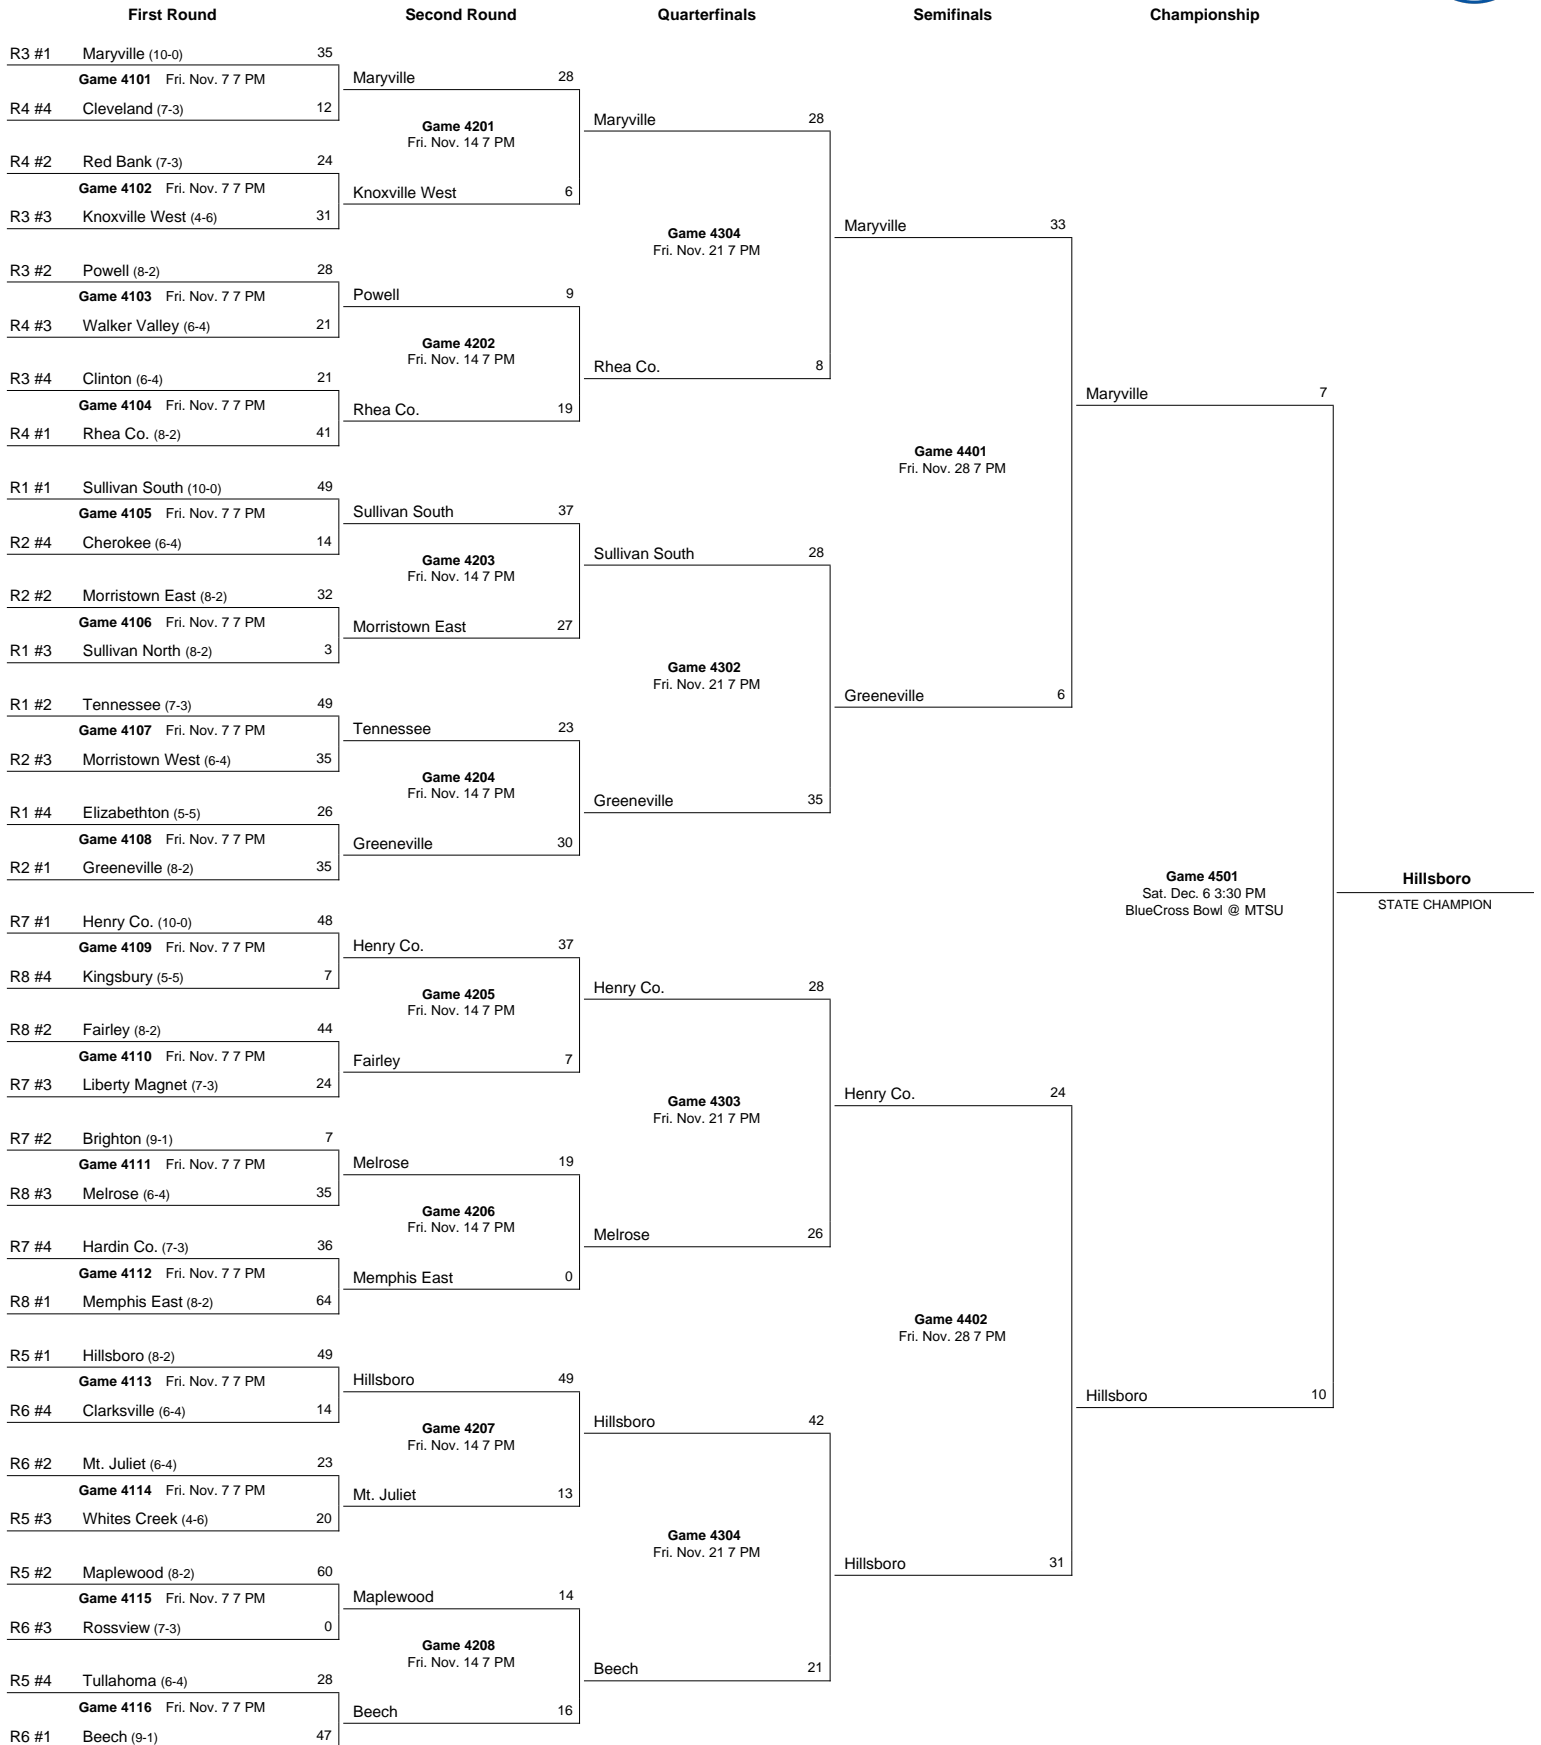 First Round Second Round Quarterfinals Semifinals Championship
R3 #1 Maryville (10-0) 35
Game 4101 Fri. Nov. 7 7 PM
R4 #4 Cleveland (7-3) 12
R4 #2 Red Bank (7-3) 24
Game 4102 Fri. Nov. 7 7 PM
R3 #3 Knoxville West (4-6) 31
R3 #2 Powell (8-2) 28
Game 4103 Fri. Nov. 7 7 PM
R4 #3 Walker Valley (6-4) 21
R3 #4 Clinton (6-4) 21
Game 4104 Fri. Nov. 7 7 PM
R4 #1 Rhea Co. (8-2) 41
R1 #1 Sullivan South (10-0) 49
Game 4105 Fri. Nov. 7 7 PM
R2 #4 Cherokee (6-4) 14
R2 #2 Morristown East (8-2) 32
Game 4106 Fri. Nov. 7 7 PM
R1 #3 Sullivan North (8-2) 3
R1 #2 Tennessee (7-3) 49
Game 4107 Fri. Nov. 7 7 PM
R2 #3 Morristown West (6-4) 35
R1 #4 Elizabethton (5-5) 26
Game 4108 Fri. Nov. 7 7 PM
R2 #1 Greeneville (8-2) 35
R7 #1 Henry Co. (10-0) 48
Game 4109 Fri. Nov. 7 7 PM
R8 #4 Kingsbury (5-5) 7
R8 #2 Fairley (8-2) 44
Game 4110 Fri. Nov. 7 7 PM
R7 #3 Liberty Magnet (7-3) 24
R7 #2 Brighton (9-1) 7
Game 4111 Fri. Nov. 7 7 PM
R8 #3 Melrose (6-4) 35
R7 #4 Hardin Co. (7-3) 36
Game 4112 Fri. Nov. 7 7 PM
R8 #1 Memphis East (8-2) 64
R5 #1 Hillsboro (8-2) 49
Game 4113 Fri. Nov. 7 7 PM
R6 #4 Clarksville (6-4) 14
R6 #2 Mt. Juliet (6-4) 23
Game 4114 Fri. Nov. 7 7 PM
R5 #3 Whites Creek (4-6) 20
R5 #2 Maplewood (8-2) 60
Game 4115 Fri. Nov. 7 7 PM
R6 #3 Rossview (7-3) 0
R5 #4 Tullahoma (6-4) 28
Game 4116 Fri. Nov. 7 7 PM
R6 #1 Beech (9-1) 47
Maryville 28
Game 4201
Fri. Nov. 14 7 PM
Knoxville West 6
Powell 9
Game 4202
Fri. Nov. 14 7 PM
Rhea Co. 19
Sullivan South 37
Game 4203
Fri. Nov. 14 7 PM
Morristown East 27
Tennessee 23
Game 4204
Fri. Nov. 14 7 PM
Greeneville 30
Henry Co. 37
Game 4205
Fri. Nov. 14 7 PM
Fairley 7
Melrose 19
Game 4206
Fri. Nov. 14 7 PM
Memphis East 0
Hillsboro 49
Game 4207
Fri. Nov. 14 7 PM
Mt. Juliet 13
Maplewood 14
Game 4208
Fri. Nov. 14 7 PM
Beech 16
Maryville 28
Game 4304
Fri. Nov. 21 7 PM
Rhea Co. 8
Sullivan South 28
Game 4302
Fri. Nov. 21 7 PM
Greeneville 35
Henry Co. 28
Game 4303
Fri. Nov. 21 7 PM
Melrose 26
Hillsboro 42
Game 4304
Fri. Nov. 21 7 PM
Beech 21
Maryville 33
Game 4401
Fri. Nov. 28 7 PM
Greeneville 6
Henry Co. 24
Game 4402
Fri. Nov. 28 7 PM
Hillsboro 31
Maryville 7
Game 4501
Sat. Dec. 6 3:30 PM
BlueCross Bowl @ MTSU
Hillsboro 10
Hillsboro
STATE CHAMPION